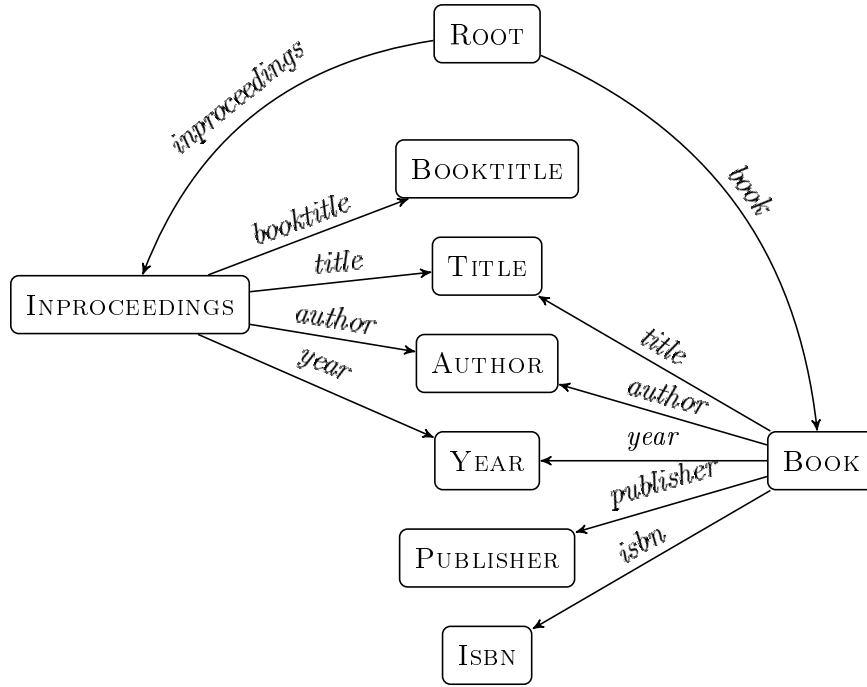 ROOT
inproceedings
book
BOOKTITLE
booktitle
title
TITLE
INPROCEEDINGS
author
AUTHOR
title
year
author
year
YEAR
BOOK
publisher
PUBLISHER
isbn
ISBN